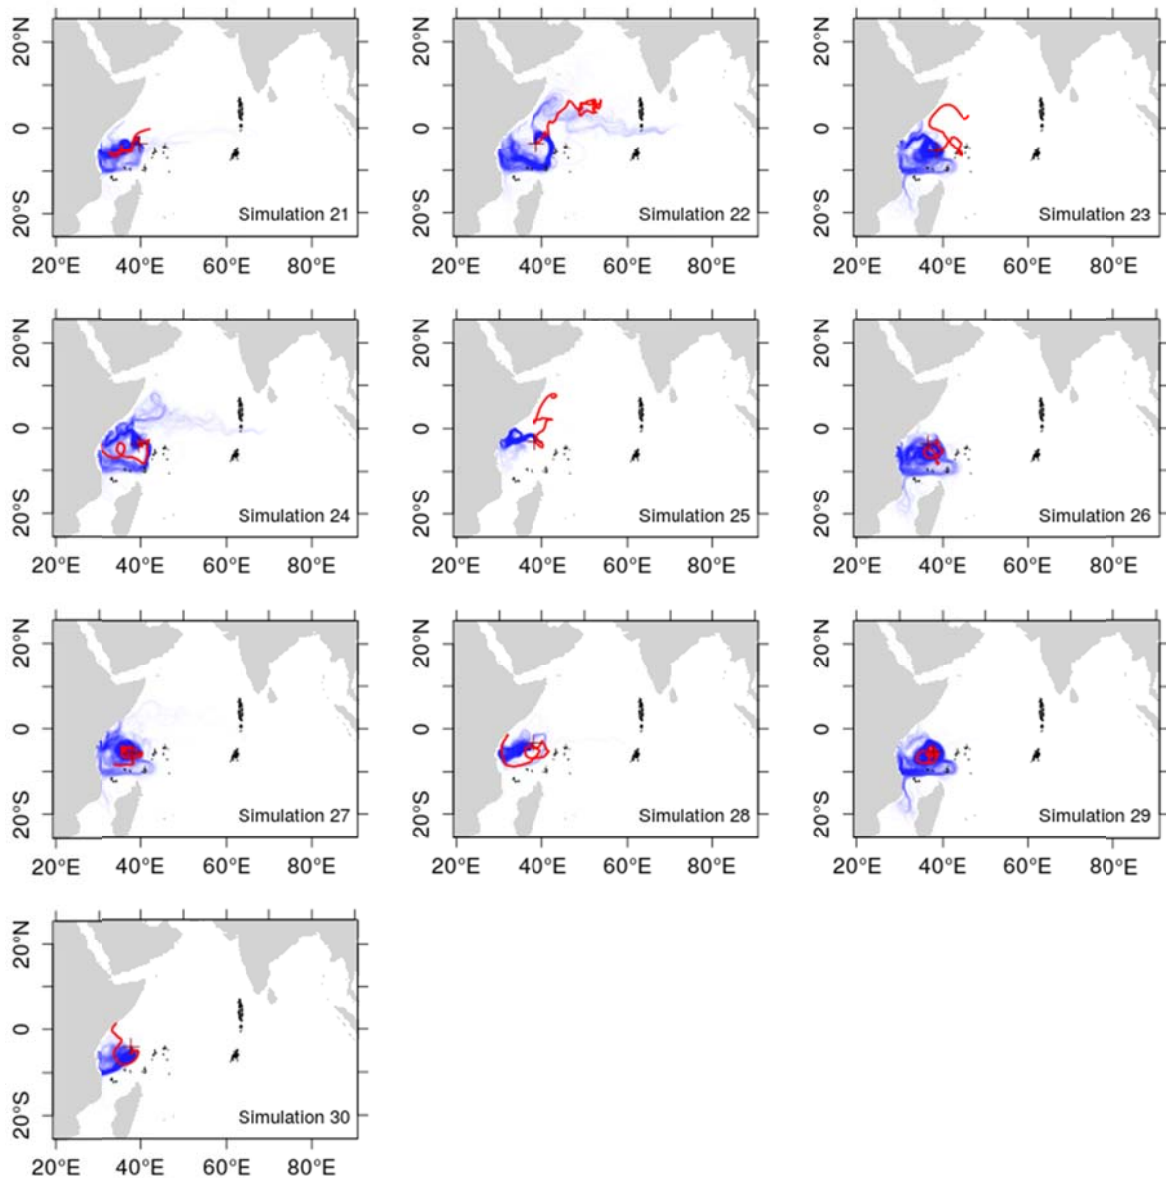 20°N
0
20°S
Simulation 21
20°E 40°E 60°E 80°E
20°N
0
20°S
Simulation 22
20°E 40°E 60°E 80°E
20°N
0
20°S
Simulation 23
20°E 40°E 60°E 80°E
20°N
0
20°S
Simulation 24
20°E 40°E 60°E 80°E
20°N
0
20°S
Simulation 25
20°E 40°E 60°E 80°E
20°N
0
20°S
Simulation 26
20°E 40°E 60°E 80°E
20°N
0
20°S
Simulation 27
20°E 40°E 60°E 80°E
20°N
0
20°S
Simulation 28
20°E 40°E 60°E 80°E
20°N
0
20°S
Simulation 29
20°E 40°E 60°E 80°E
20°N
0
20°S
Simulation 30
20°E 40°E 60°E 80°E